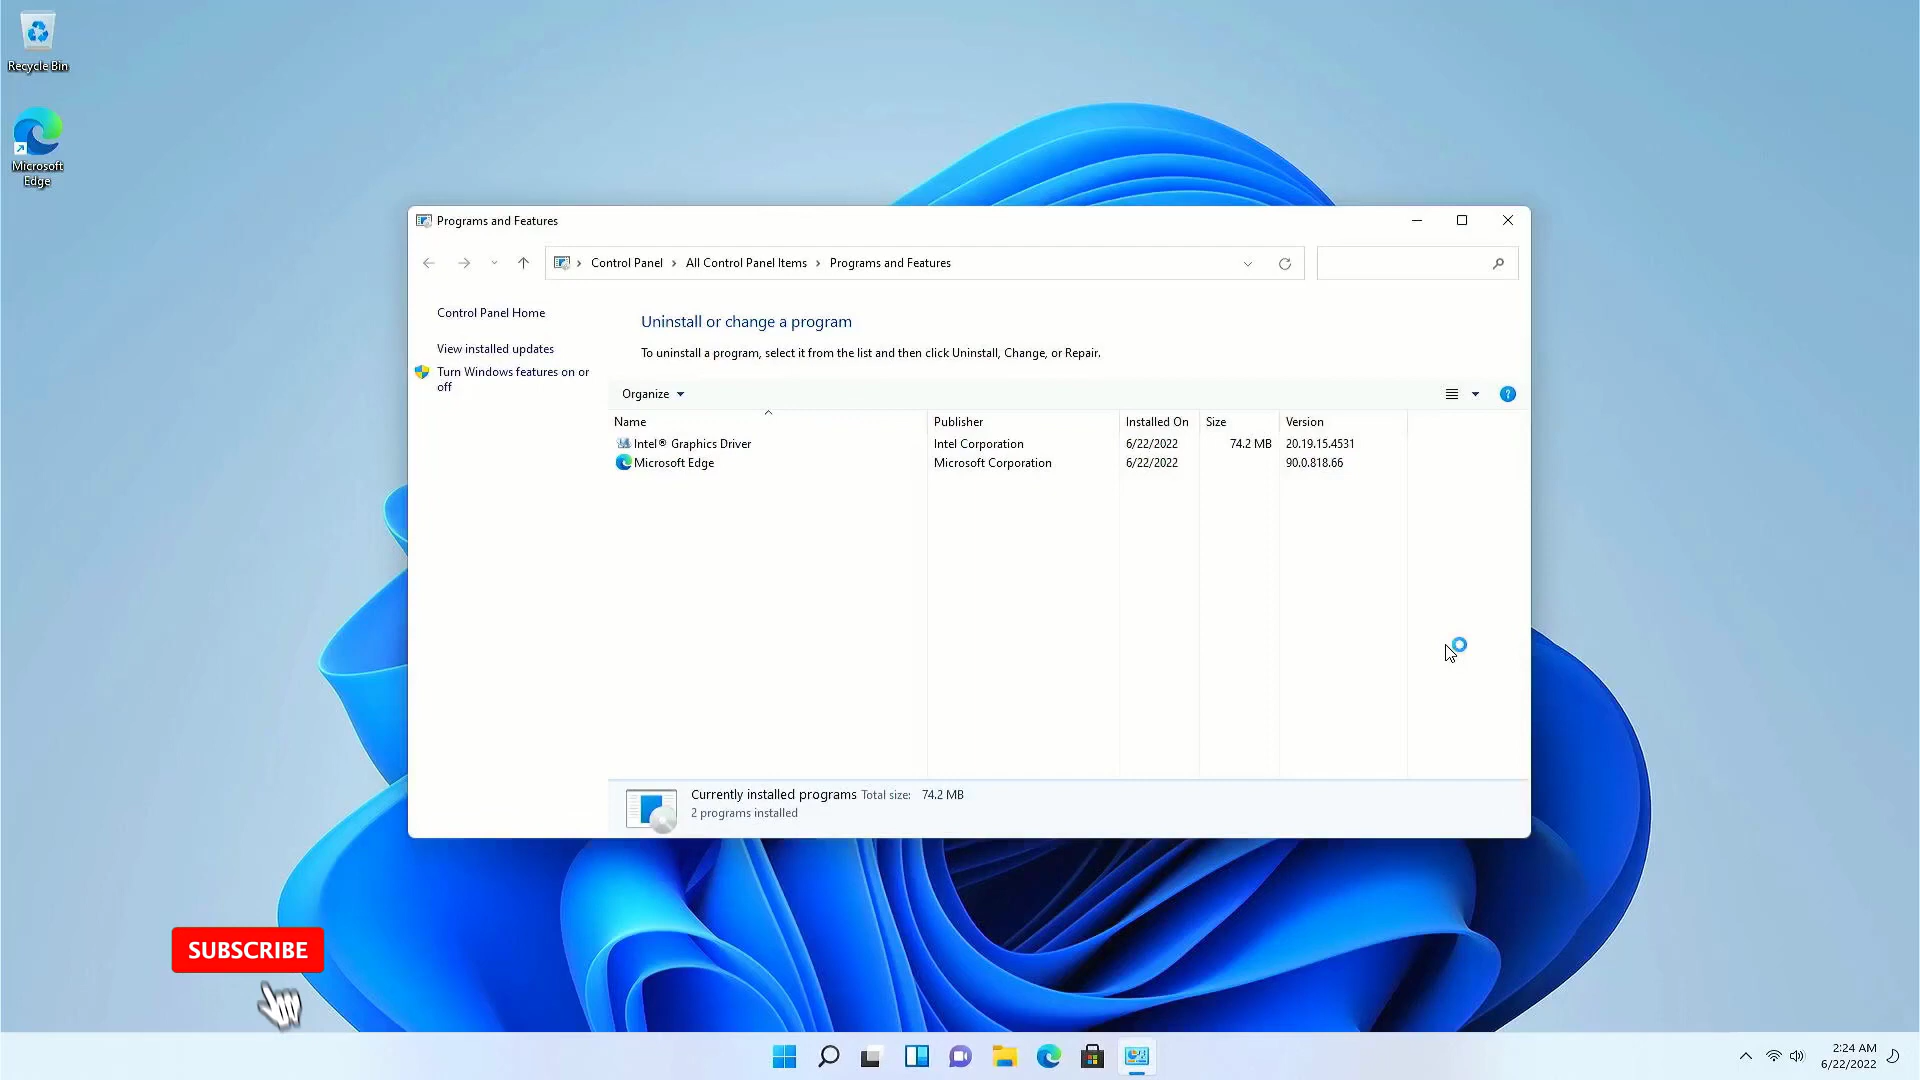 Recycle Bin
Microsoft
Edge
Programs and Features
Control Panel
All Control Panel Items
Programs and Features
Control Panel Home
View installed updates
Turn Windows features on or
off
Uninstall or change a program
To uninstall a program, select it from the list and then click Uninstall, Change, or Repair.
Organize
?
Name Publisher Installed On Size Version
Intel® Graphics Driver Intel Corporation 6/22/2022 74.2 MB 20.19.15.4531
Microsoft Edge Microsoft Corporation 6/22/2022 90.0.818.66
Currently installed programs Total size: 74.2 MB
2 programs installed
SUBSCRIBE
2:24 AM
6/22/2022